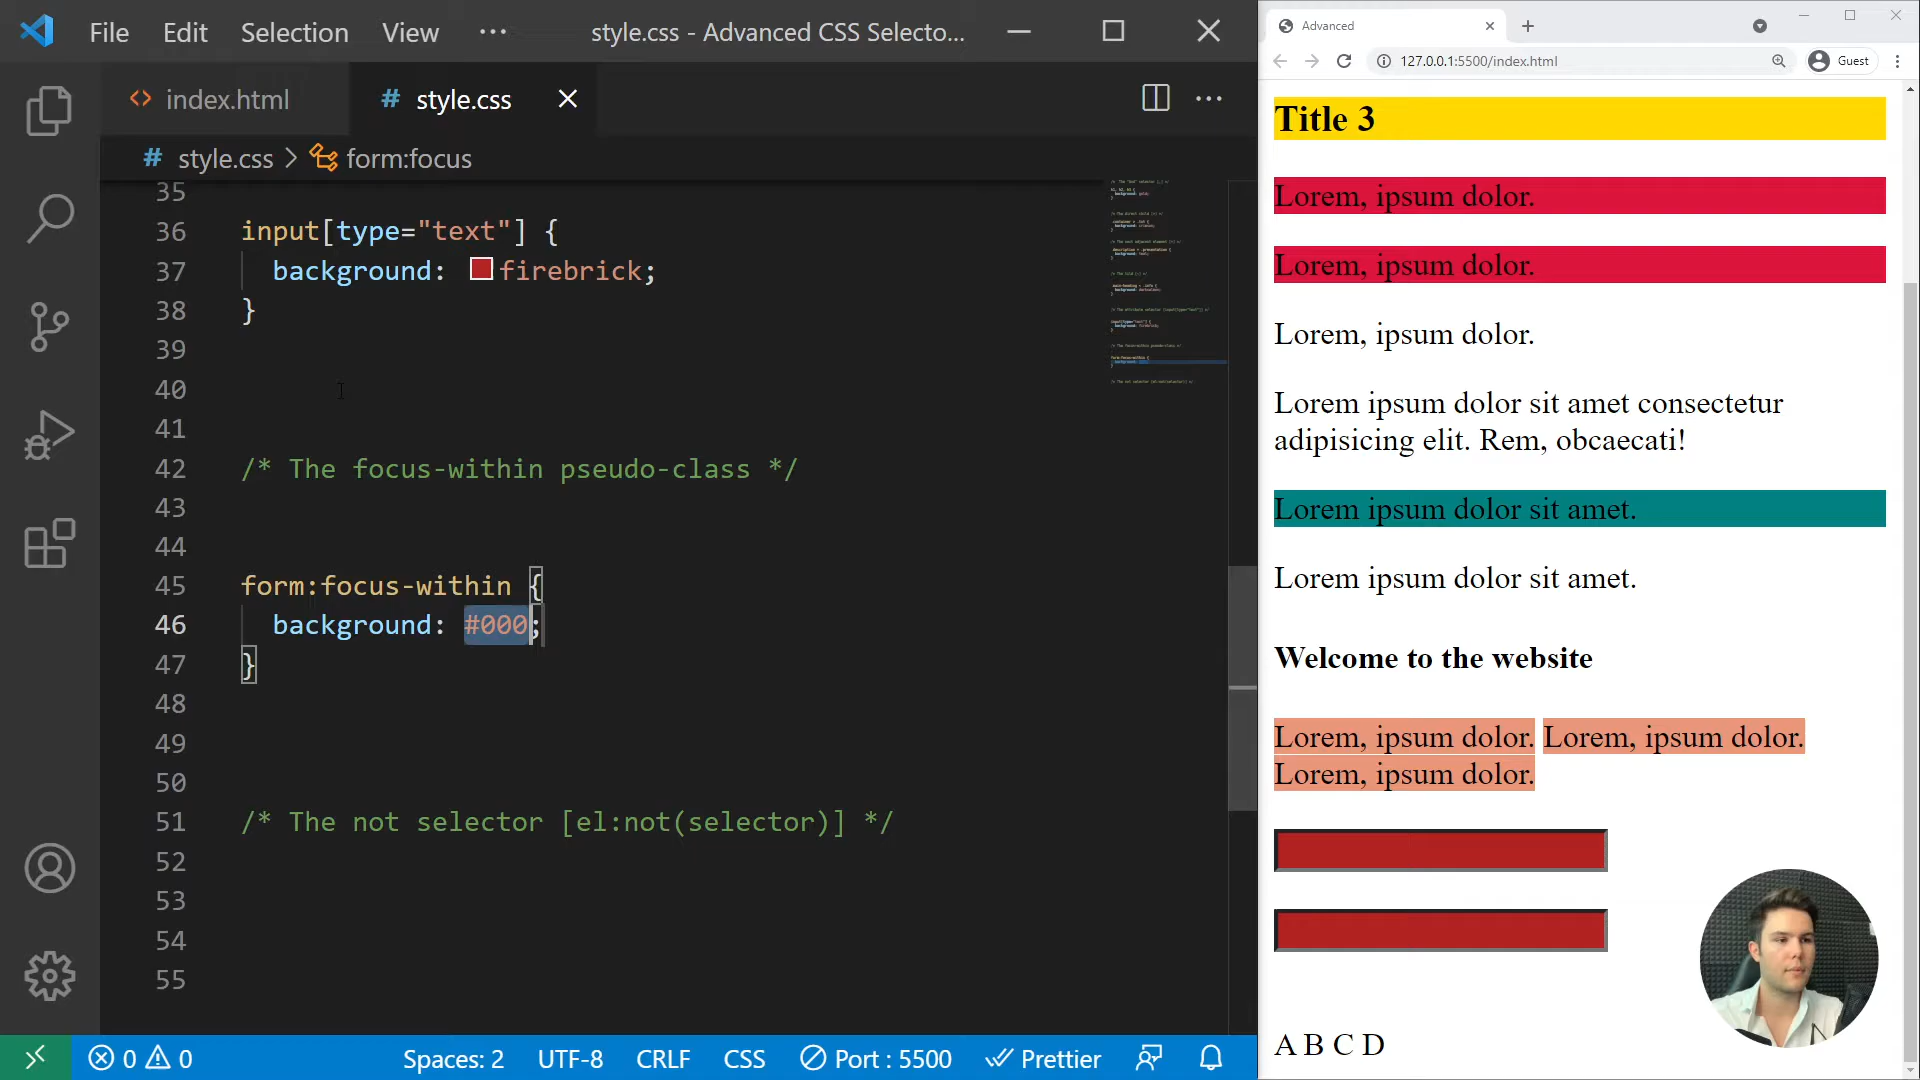 File Edit Selection View ··· style.css - Advanced CSS Selecto...
index.html # style.css
# style.css > form:focus
35
36 input[type="text"] {
37 background: firebrick;
38 }
39
40
41
42 /* The focus-within pseudo-class */
43
44
45 form:focus-within {
46 background: #000;
47 }
48
49
50
51 /* The not selector [el:not(selector)] */
52
53
54
55
0 0 Spaces: 2 UTF-8 CRLF CSS Port : 5500 Prettier
Advanced
127.0.0.1:5500/index.html Guest
Title 3
Lorem, ipsum dolor.
Lorem, ipsum dolor.
Lorem, ipsum dolor.
Lorem ipsum dolor sit amet consectetur
adipisicing elit. Rem, obcaecati!
Lorem ipsum dolor sit amet.
Lorem ipsum dolor sit amet.
Welcome to the website
Lorem, ipsum dolor. Lorem, ipsum dolor.
Lorem, ipsum dolor.
A B C D